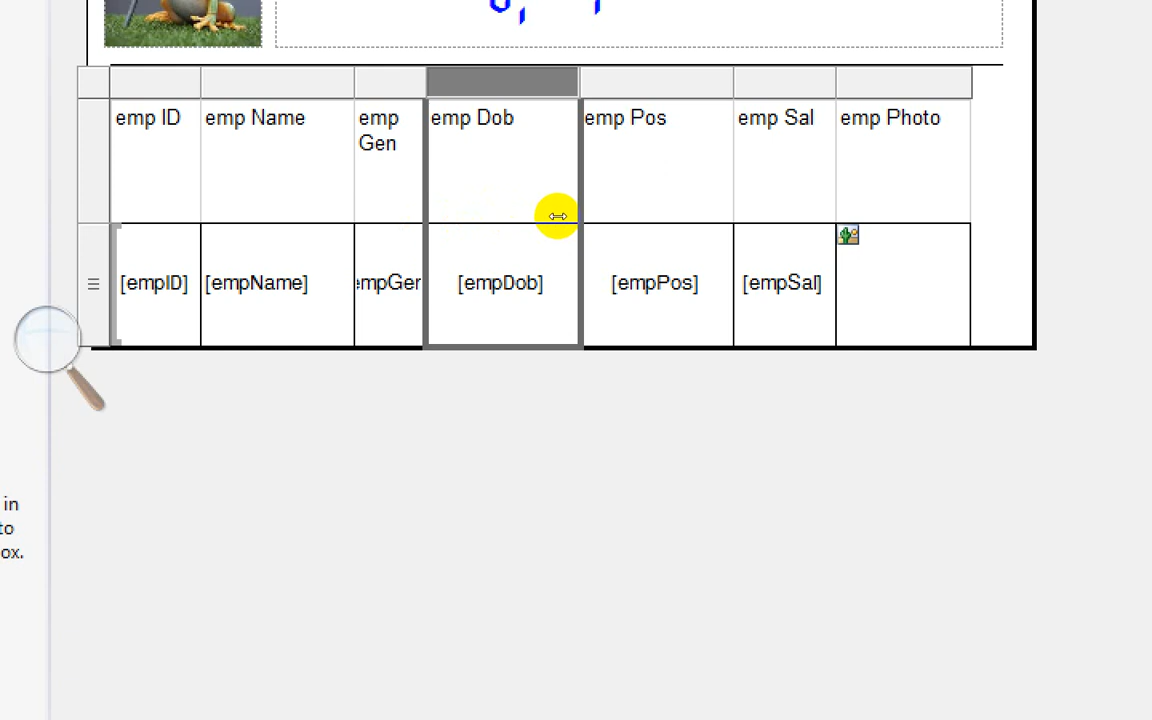 emp ID emp Name emp Gen emp Dob emp Pos emp Sal emp Photo
[empID] [empName] empGer [empDob] [empPos] [empSal]
in
to
ox.